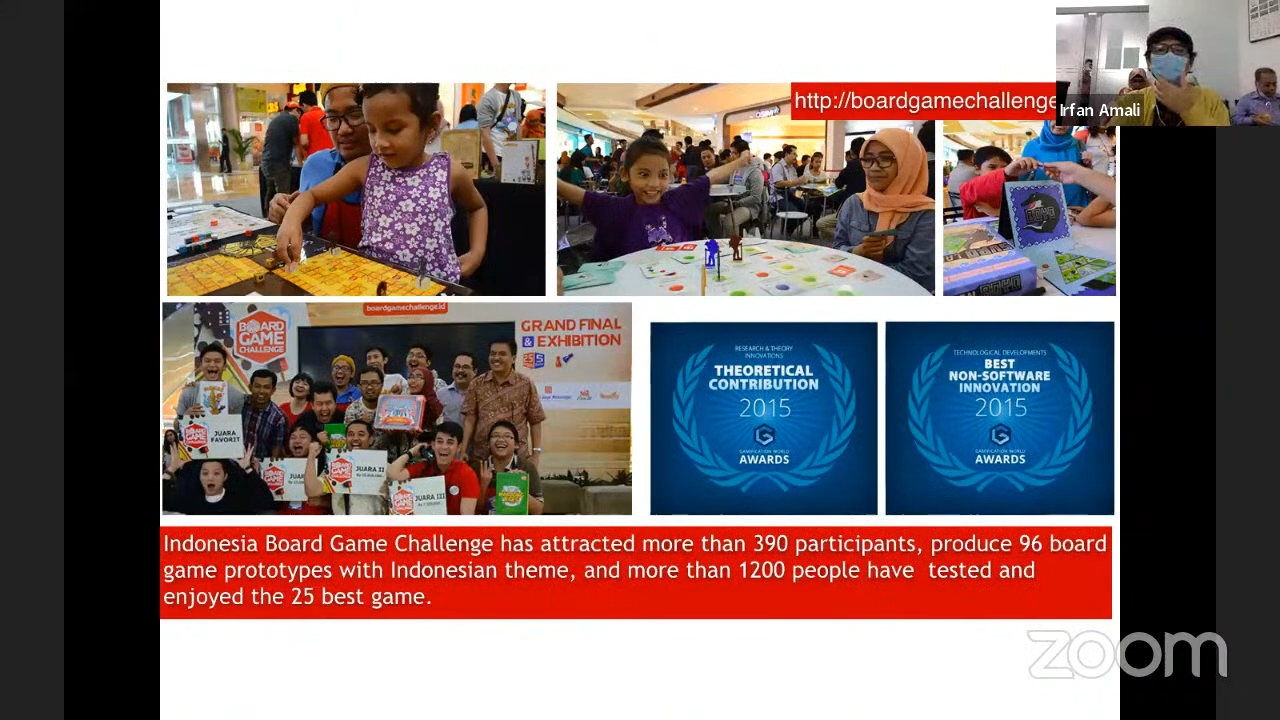 http://boardgamechallenge
Irfan Amali
boardgamechallenge.id
BOARD
GAME
CHALLENGE
GRAND FINAL
& EXHIBITION
JUARA
FAVORIT
JUARA II
JUARA III
RESEARCH & THEORY
INNOVATIONS
THEORETICAL
CONTRIBUTION
2015
GAMIFICATION WORLD
AWARDS
TECHNOLOGICAL DEVELOPMENTS
BEST
NON-SOFTWARE
INNOVATION
2015
GAMIFICATION WORLD
AWARDS
Indonesia Board Game Challenge has attracted more than 390 participants, produce 96 board
game prototypes with Indonesian theme, and more than 1200 people have tested and
enjoyed the 25 best game.
zoom